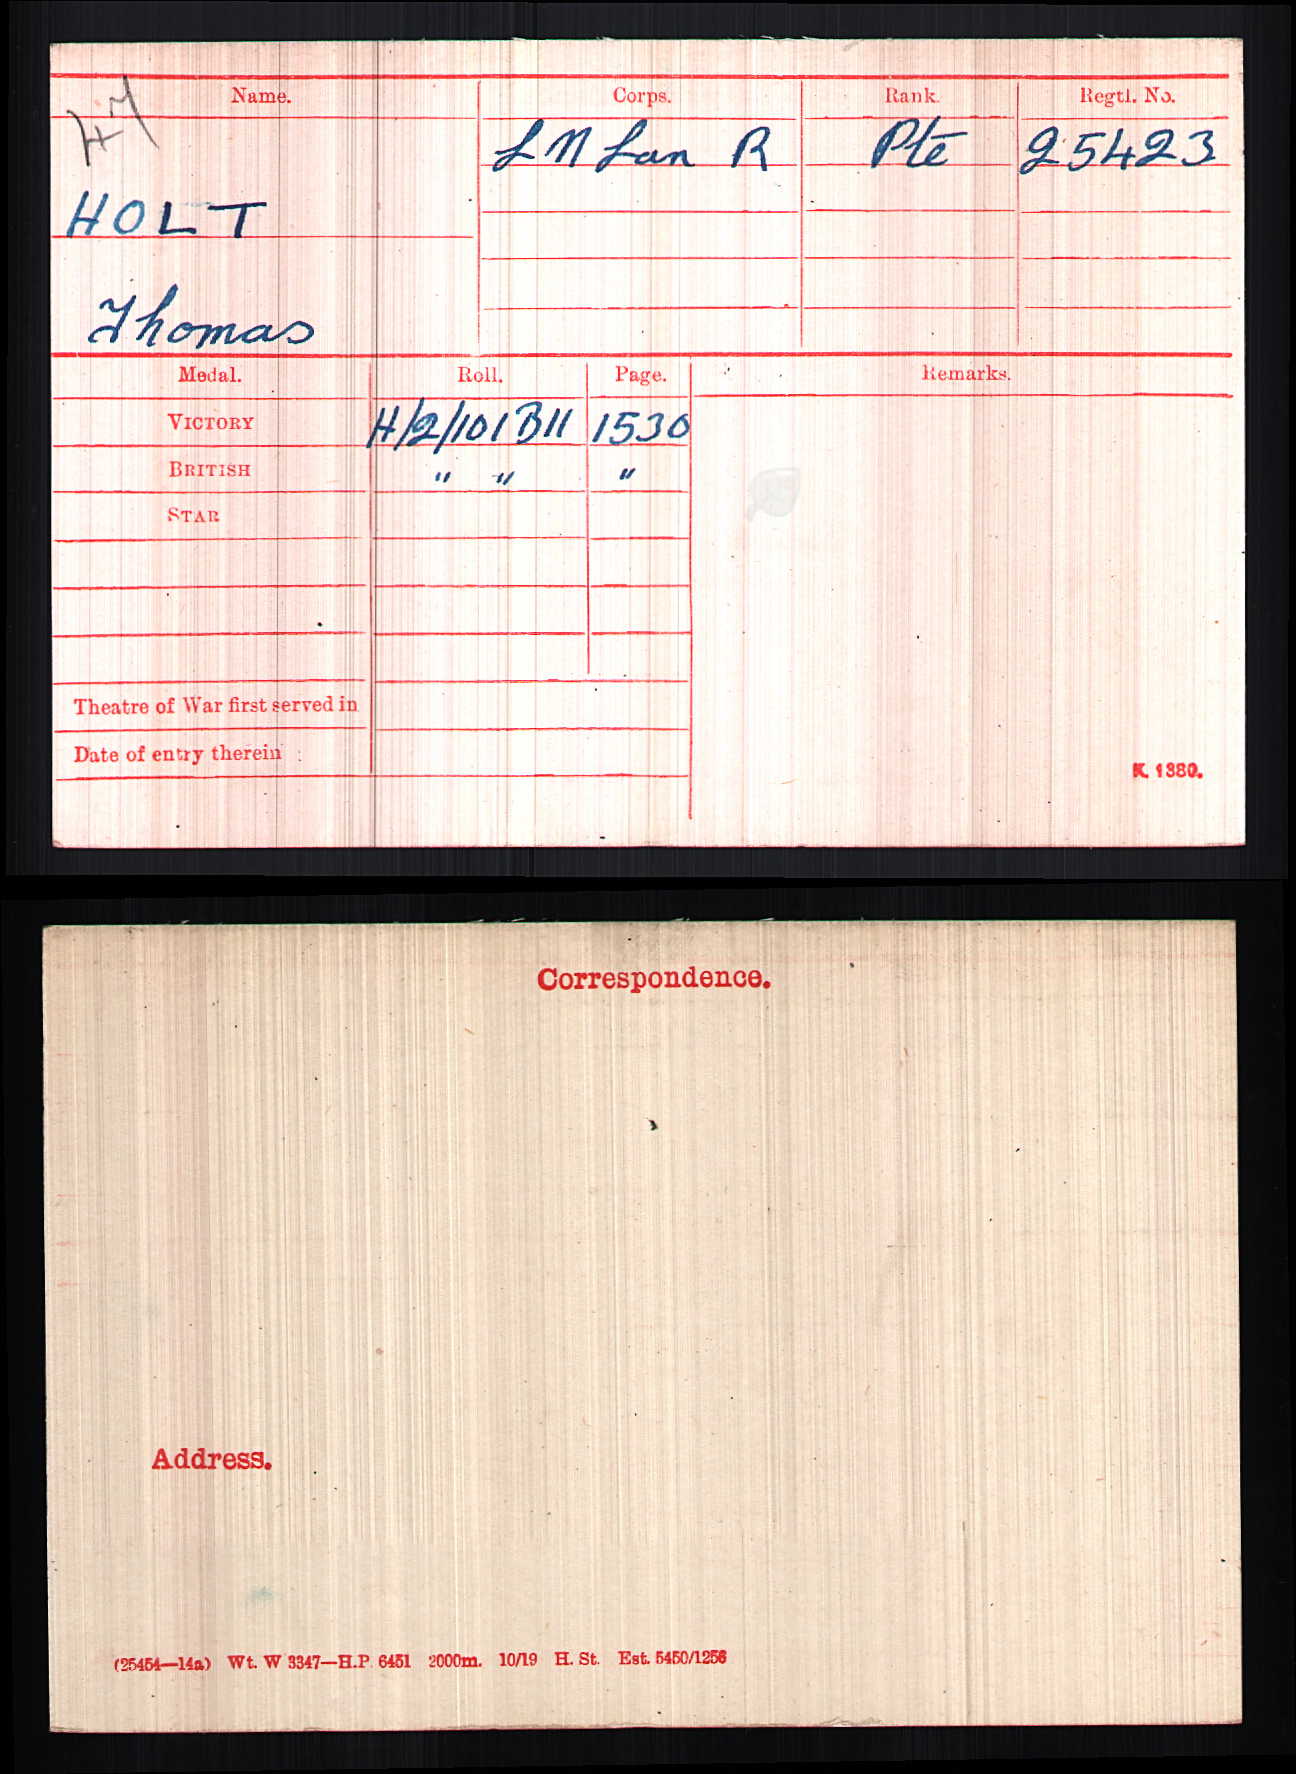 Name. Corps. Rank. Regtl. No.
H7
L N Lan R Pte 25423
HOLT
Thomas
Medal. Roll. Page. Remarks.
VICTORY H/2/101B11 1530
BRITISH " " "
STAR
Theatre of War first served in
Date of entry therein
K. 1380.
Correspondence.
Address.
(25454—14a) Wt. W 3347—H.P. 6451 2000m. 10/19 H. St. Est. 5450/1256